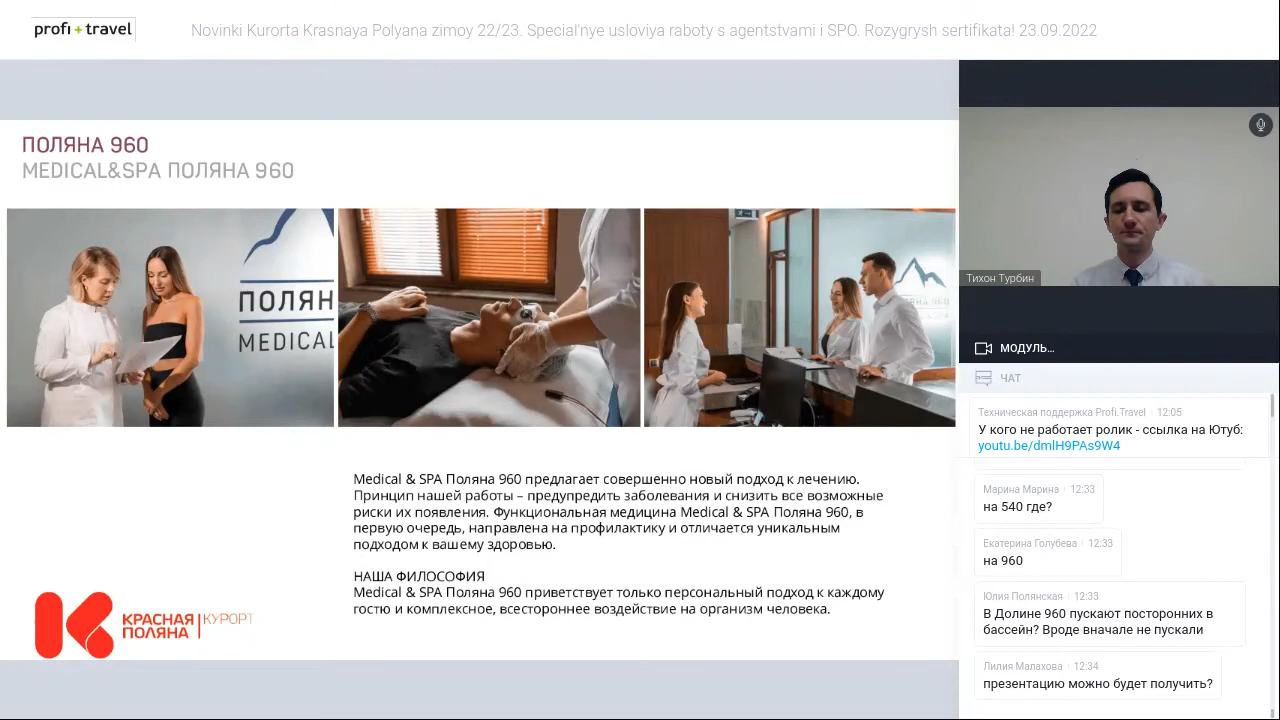 profi + travel
Novinki Kurorta Krasnaya Polyana zimoy 22/23. Special'nye usloviya raboty s agentstvami i SPO. Rozygrysh sertifikata! 23.09.2022
ПОЛЯНА 960
MEDICAL&SPA ПОЛЯНА 960
ПОЛЯН
MEDICAL
Medical & SPA Поляна 960 предлагает совершенно новый подход к лечению.
Принцип нашей работы – предупредить заболевания и снизить все возможные
риски их появления. Функциональная медицина Medical & SPA Поляна 960, в
первую очередь, направлена на профилактику и отличается уникальным
подходом к вашему здоровью.
НАША ФИЛОСОФИЯ
Medical & SPA Поляна 960 приветствует только персональный подход к каждому
гостю и комплексное, всестороннее воздействие на организм человека.
КРАСНАЯ
ПОЛЯНА
КУРОРТ
Тихон Турбин
МОДУЛЬ...
ЧАТ
Техническая поддержка Profi.Travel 12:05
У кого не работает ролик - ссылка на Ютуб:
youtu.be/dmlH9PAs9W4
Марина Марина 12:33
на 540 где?
Екатерина Голубева 12:33
на 960
Юлия Полянская 12:33
В Долине 960 пускают посторонних в
бассейн? Вроде вначале не пускали
Лилия Малахова 12:34
презентацию можно будет получить?